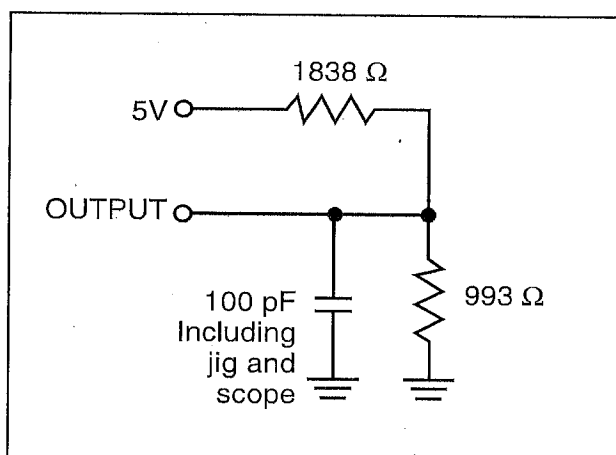 1838 Ω
5V
OUTPUT
993 Ω
100 pF
Including
jig and
scope